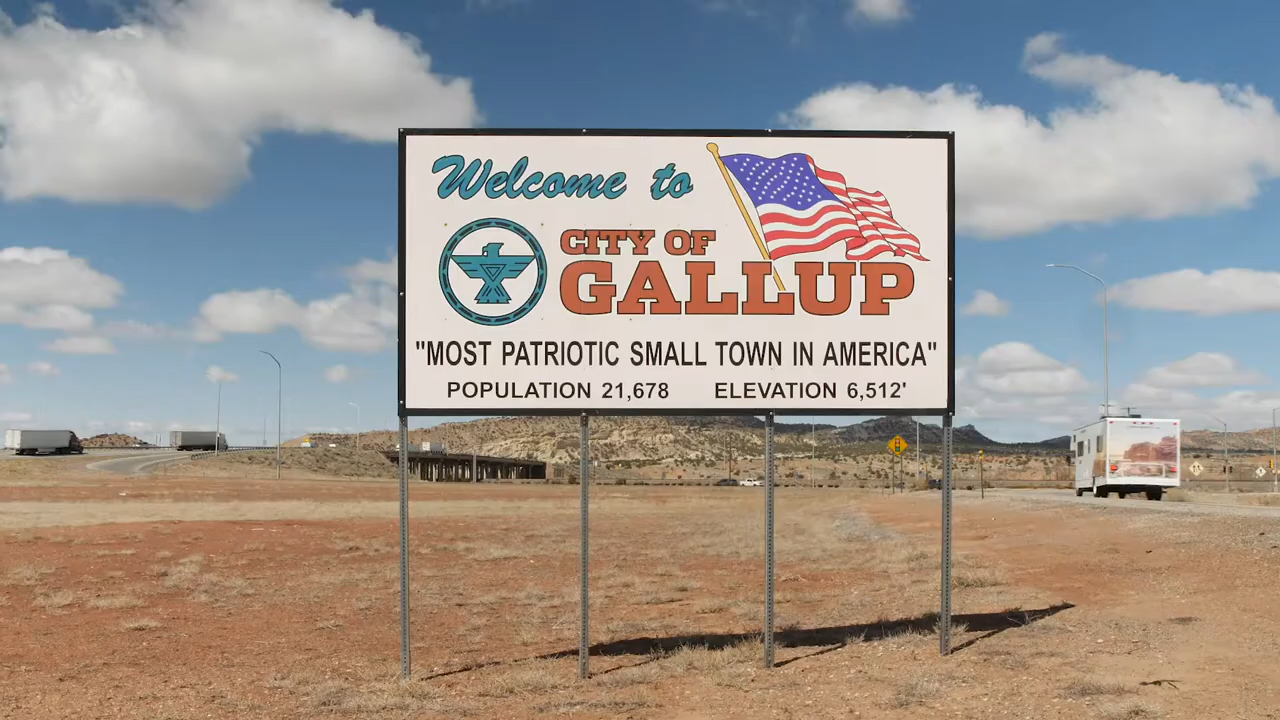 Welcome to
CITY OF
GALLUP
"MOST PATRIOTIC SMALL TOWN IN AMERICA"
POPULATION 21,678 ELEVATION 6,512'